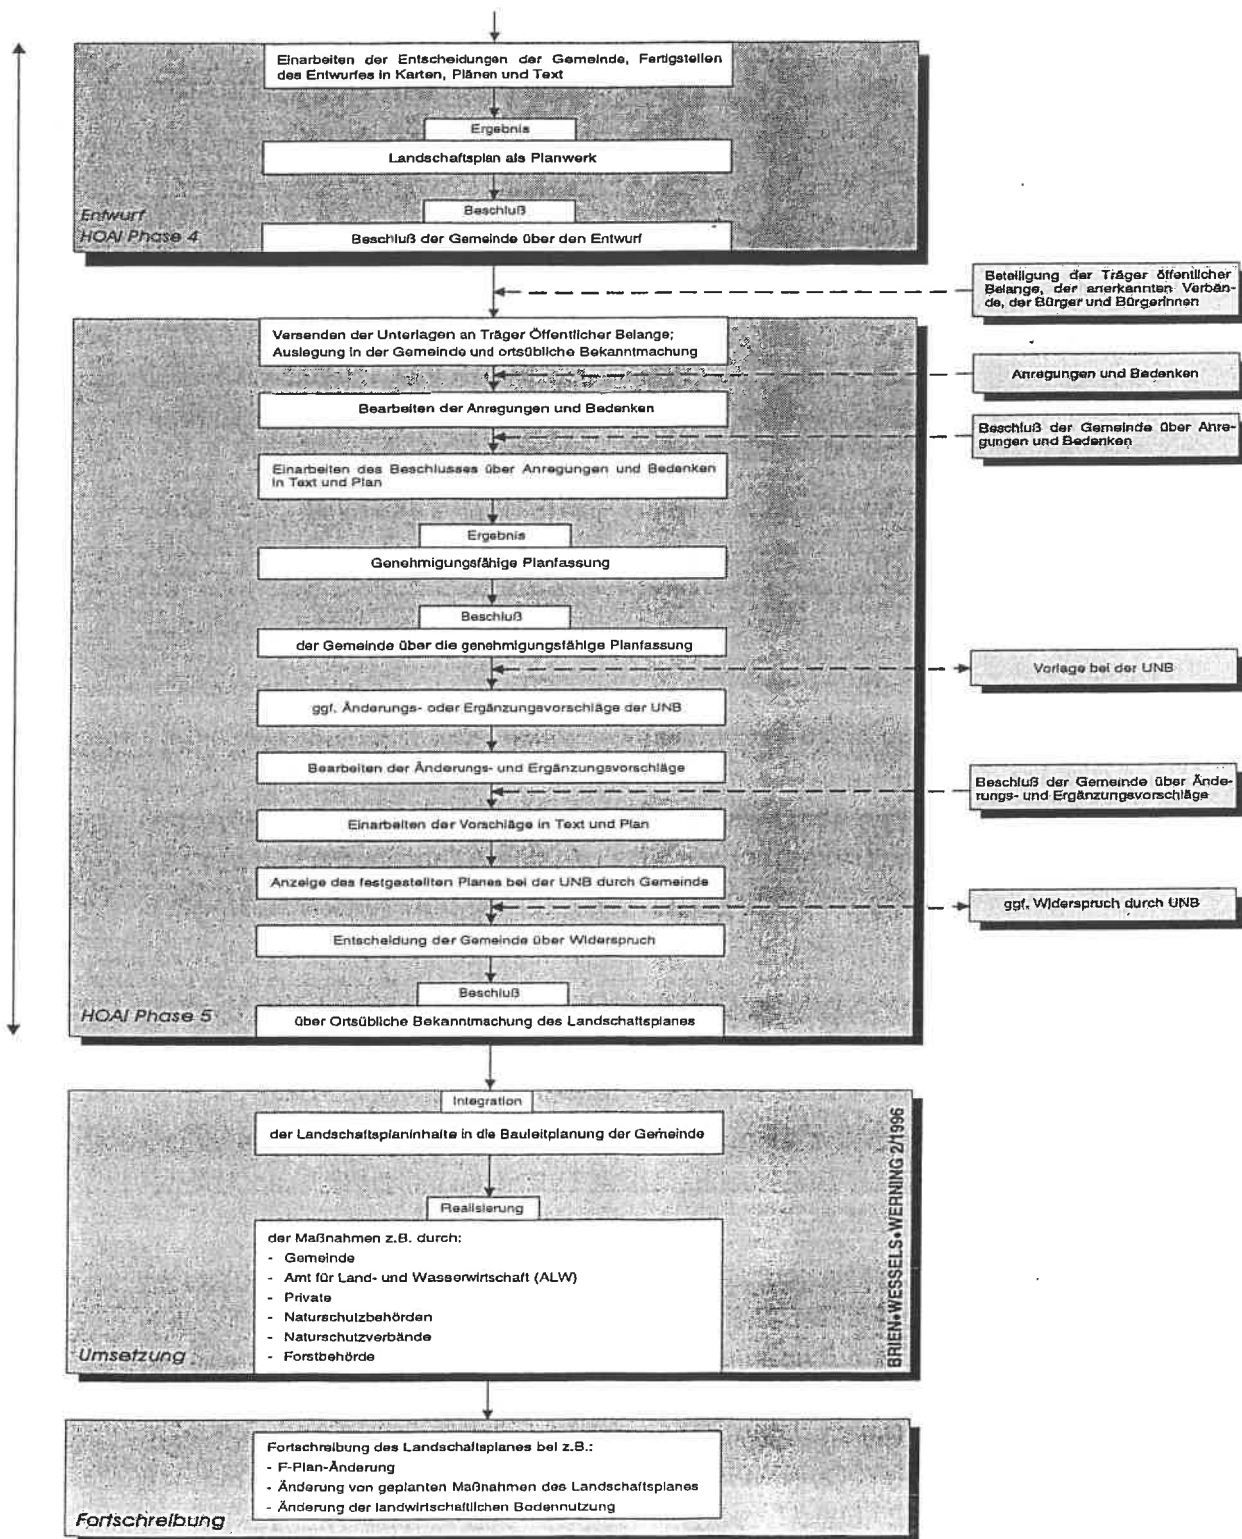 Einarbeiten der Entscheidungen der Gemeinde, Fertigstellen
des Entwurfes in Karten, Plänen und Text
Ergebnis
Landschaftsplan als Planwerk
Beschluß
Beschluß der Gemeinde über den Entwurf
Entwurf
HOAI Phase 4
Beteiligung der Träger öffentlicher
Belange, der anerkannten Verbän-
de, der Bürger und Bürgerinnen
Versenden der Unterlagen an Träger Öffentlicher Belange;
Auslegung in der Gemeinde und ortsübliche Bekanntmachung
Anregungen und Bedenken
Bearbeiten der Anregungen und Bedenken
Beschluß der Gemeinde über Anre-
gungen und Bedenken
Einarbeiten des Beschlusses über Anregungen und Bedenken
in Text und Plan
Ergebnis
Genehmigungsfähige Planfassung
Beschluß
der Gemeinde über die genehmigungsfähige Planfassung
Vorlage bei der UNB
ggf. Änderungs- oder Ergänzungsvorschläge der UNB
Bearbeiten der Änderungs- und Ergänzungsvorschläge
Beschluß der Gemeinde über Ände-
rungs- und Ergänzungsvorschläge
Einarbeiten der Vorschläge in Text und Plan
Anzeige des festgestellten Planes bei der UNB durch Gemeinde
ggf. Widerspruch durch UNB
Entscheidung der Gemeinde über Widerspruch
Beschluß
über Ortsübliche Bekanntmachung des Landschaftsplanes
HOAI Phase 5
Integration
der Landschaftsplaninhalte in die Bauleitplanung der Gemeinde
Realisierung
der Maßnahmen z.B. durch:
- Gemeinde
- Amt für Land- und Wasserwirtschaft (ALW)
- Private
- Naturschutzbehörden
- Naturschutzverbände
- Forstbehörde
Umsetzung
BRIEN•WESSELS•WERNING 2/1996
Fortschreibung des Landschaftsplanes bei z.B.:
- F-Plan-Änderung
- Änderung von geplanten Maßnahmen des Landschaftsplanes
- Änderung der landwirtschaftlichen Bodennutzung
Fortschreibung